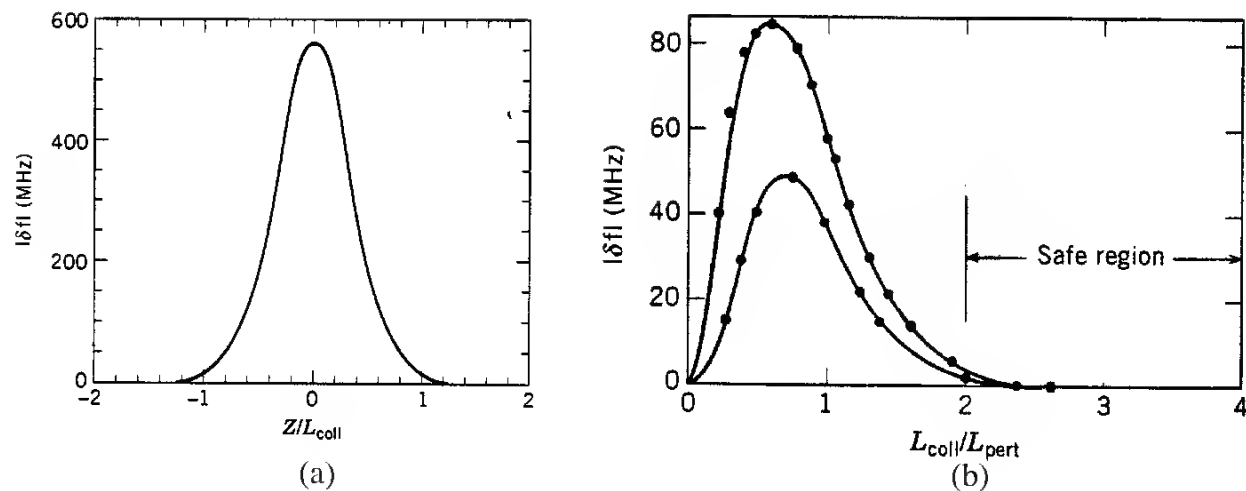 600
400
200
0
|δf| (MHz)
−2
−1
0
1
2
Z/L_coll
(a)
80
60
40
20
0
|δf| (MHz)
Safe region
0
1
2
3
4
L_coll/L_pert
(b)